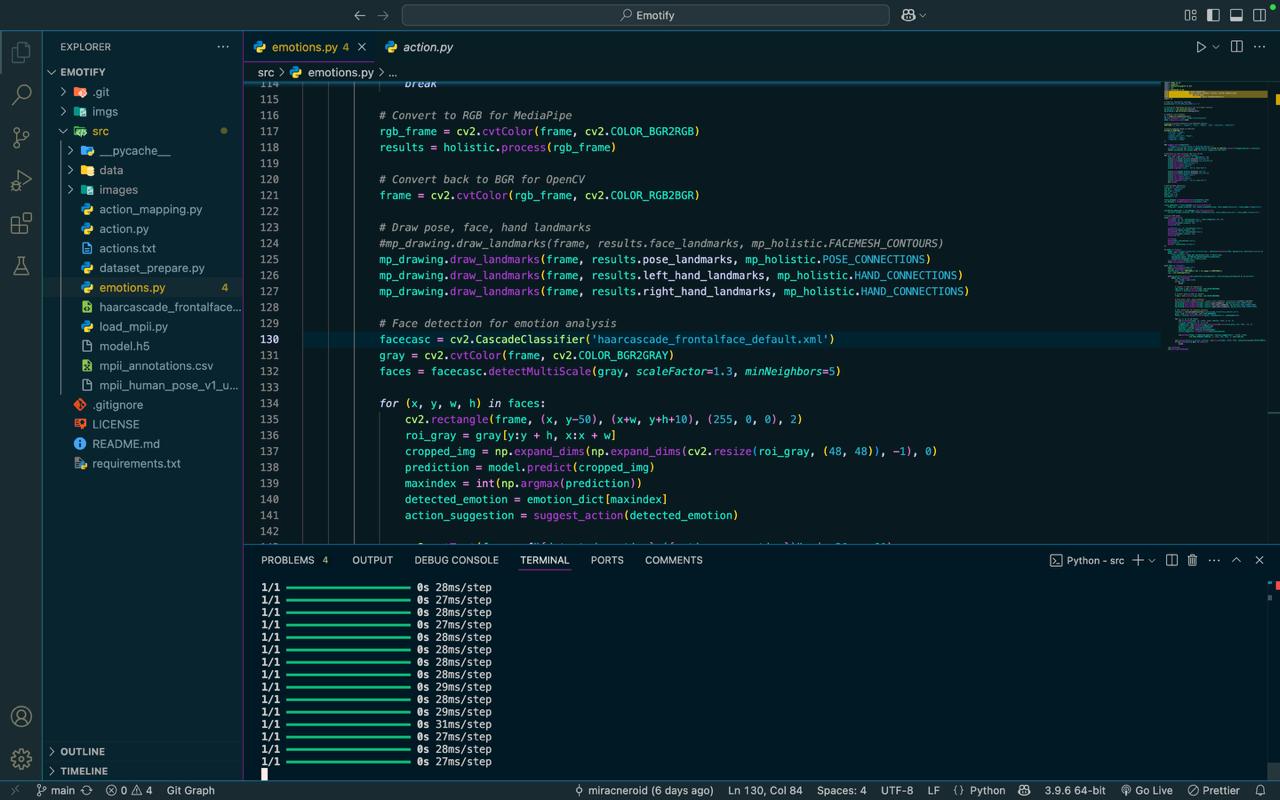 Emotify
EXPLORER
EMOTIFY
.git
imgs
src
__pycache__
data
images
action_mapping.py
action.py
actions.txt
dataset_prepare.py
emotions.py 4
haarcascade_frontalface...
load_mpii.py
model.h5
mpii_annotations.csv
mpii_human_pose_v1_u...
.gitignore
LICENSE
README.md
requirements.txt
OUTLINE
TIMELINE
emotions.py 4
action.py
src > emotions.py > ...
114 break
115
116 # Convert to RGB for MediaPipe
117 rgb_frame = cv2.cvtColor(frame, cv2.COLOR_BGR2RGB)
118 results = holistic.process(rgb_frame)
119
120 # Convert back to BGR for OpenCV
121 frame = cv2.cvtColor(rgb_frame, cv2.COLOR_RGB2BGR)
122
123 # Draw pose, face, hand landmarks
124 #mp_drawing.draw_landmarks(frame, results.face_landmarks, mp_holistic.FACEMESH_CONTOURS)
125 mp_drawing.draw_landmarks(frame, results.pose_landmarks, mp_holistic.POSE_CONNECTIONS)
126 mp_drawing.draw_landmarks(frame, results.left_hand_landmarks, mp_holistic.HAND_CONNECTIONS)
127 mp_drawing.draw_landmarks(frame, results.right_hand_landmarks, mp_holistic.HAND_CONNECTIONS)
128
129 # Face detection for emotion analysis
130 facecasc = cv2.CascadeClassifier('haarcascade_frontalface_default.xml')
131 gray = cv2.cvtColor(frame, cv2.COLOR_BGR2GRAY)
132 faces = facecasc.detectMultiScale(gray, scaleFactor=1.3, minNeighbors=5)
133
134 for (x, y, w, h) in faces:
135 cv2.rectangle(frame, (x, y-50), (x+w, y+h+10), (255, 0, 0), 2)
136 roi_gray = gray[y:y + h, x:x + w]
137 cropped_img = np.expand_dims(np.expand_dims(cv2.resize(roi_gray, (48, 48)), -1), 0)
138 prediction = model.predict(cropped_img)
139 maxindex = int(np.argmax(prediction))
140 detected_emotion = emotion_dict[maxindex]
141 action_suggestion = suggest_action(detected_emotion)
142
PROBLEMS 4 OUTPUT DEBUG CONSOLE TERMINAL PORTS COMMENTS
Python - src
1/1 0s 28ms/step
1/1 0s 27ms/step
1/1 0s 28ms/step
1/1 0s 27ms/step
1/1 0s 28ms/step
1/1 0s 28ms/step
1/1 0s 28ms/step
1/1 0s 28ms/step
1/1 0s 29ms/step
1/1 0s 28ms/step
1/1 0s 29ms/step
1/1 0s 31ms/step
1/1 0s 27ms/step
1/1 0s 28ms/step
1/1 0s 27ms/step
main 0 4 Git Graph miracneroid (6 days ago) Ln 130, Col 84 Spaces: 4 UTF-8 LF {} Python 3.9.6 64-bit Go Live Prettier